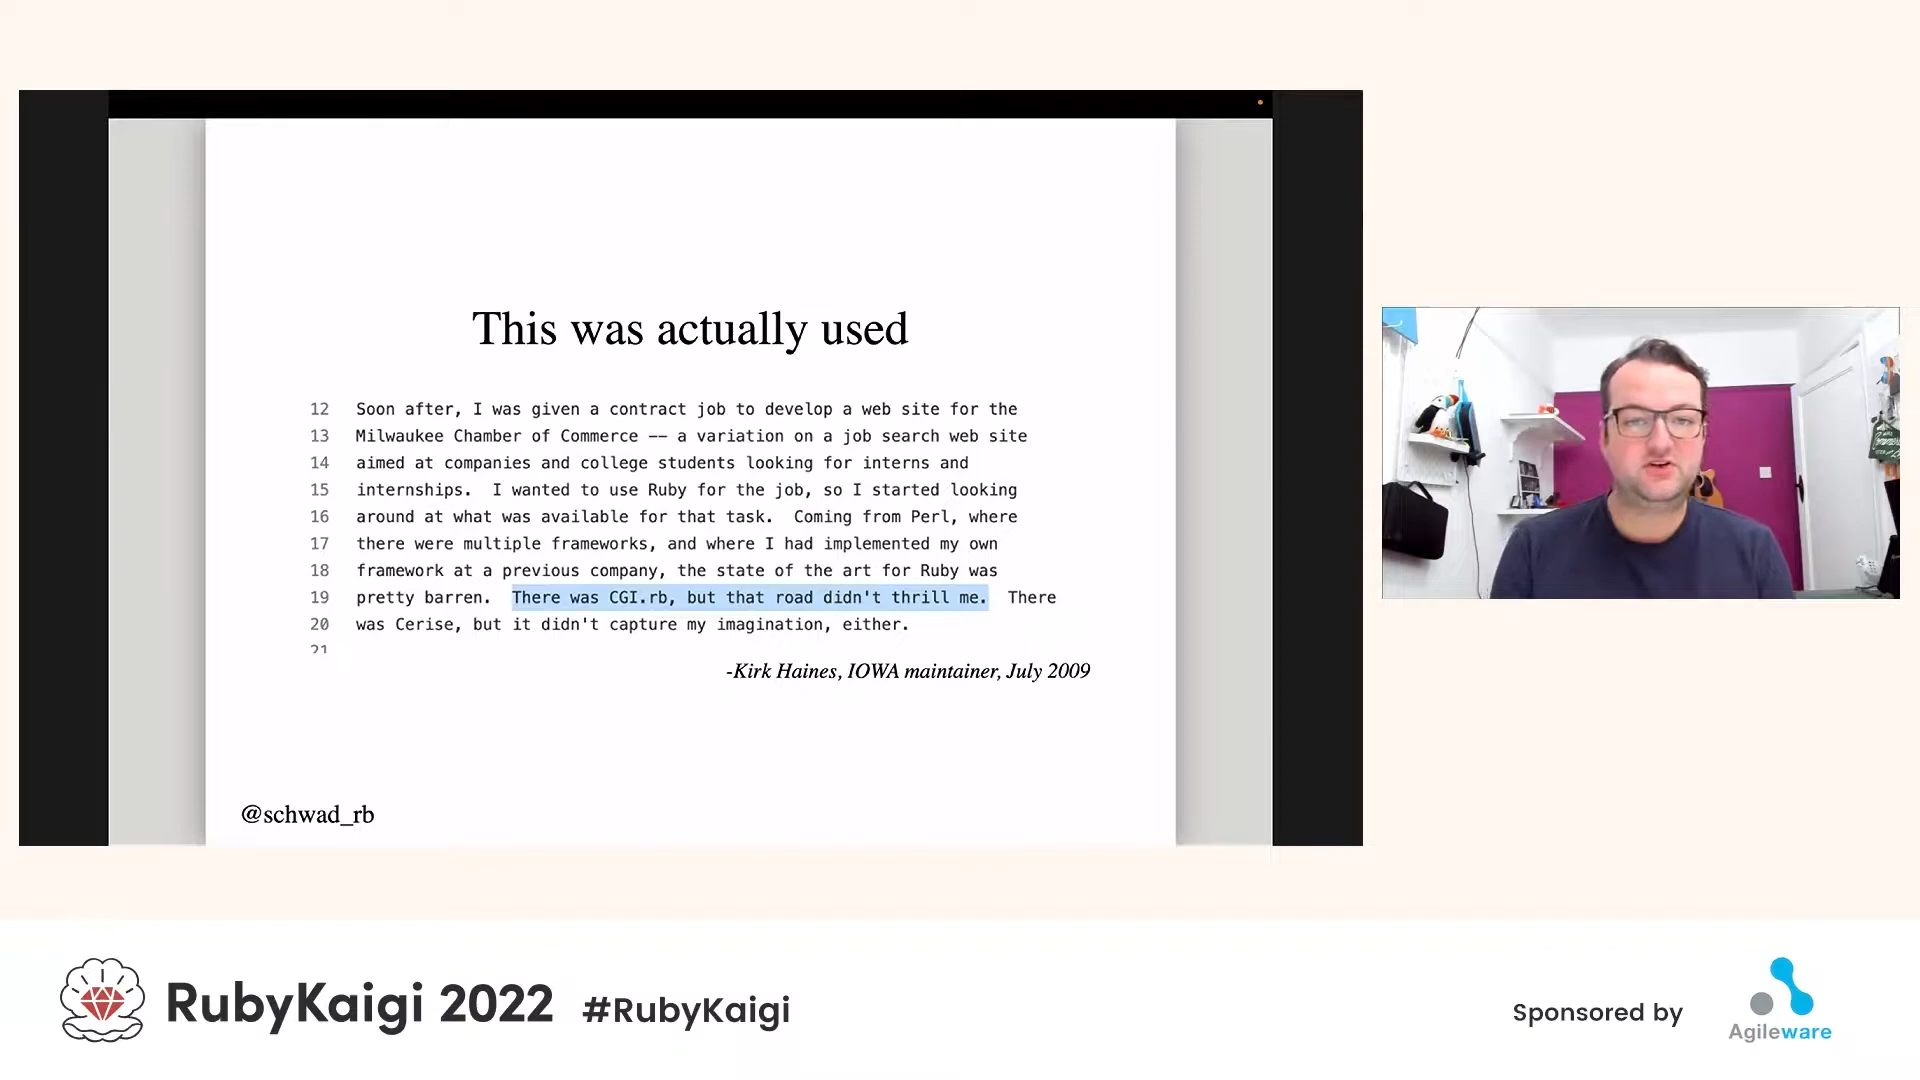 This was actually used
12 Soon after, I was given a contract job to develop a web site for the
13 Milwaukee Chamber of Commerce -- a variation on a job search web site
14 aimed at companies and college students looking for interns and
15 internships.  I wanted to use Ruby for the job, so I started looking
16 around at what was available for that task.  Coming from Perl, where
17 there were multiple frameworks, and where I had implemented my own
18 framework at a previous company, the state of the art for Ruby was
19 pretty barren.  There was CGI.rb, but that road didn't thrill me.  There
20 was Cerise, but it didn't capture my imagination, either.
21
-Kirk Haines, IOWA maintainer, July 2009
@schwad_rb
RubyKaigi 2022 #RubyKaigi
Sponsored by
Agileware